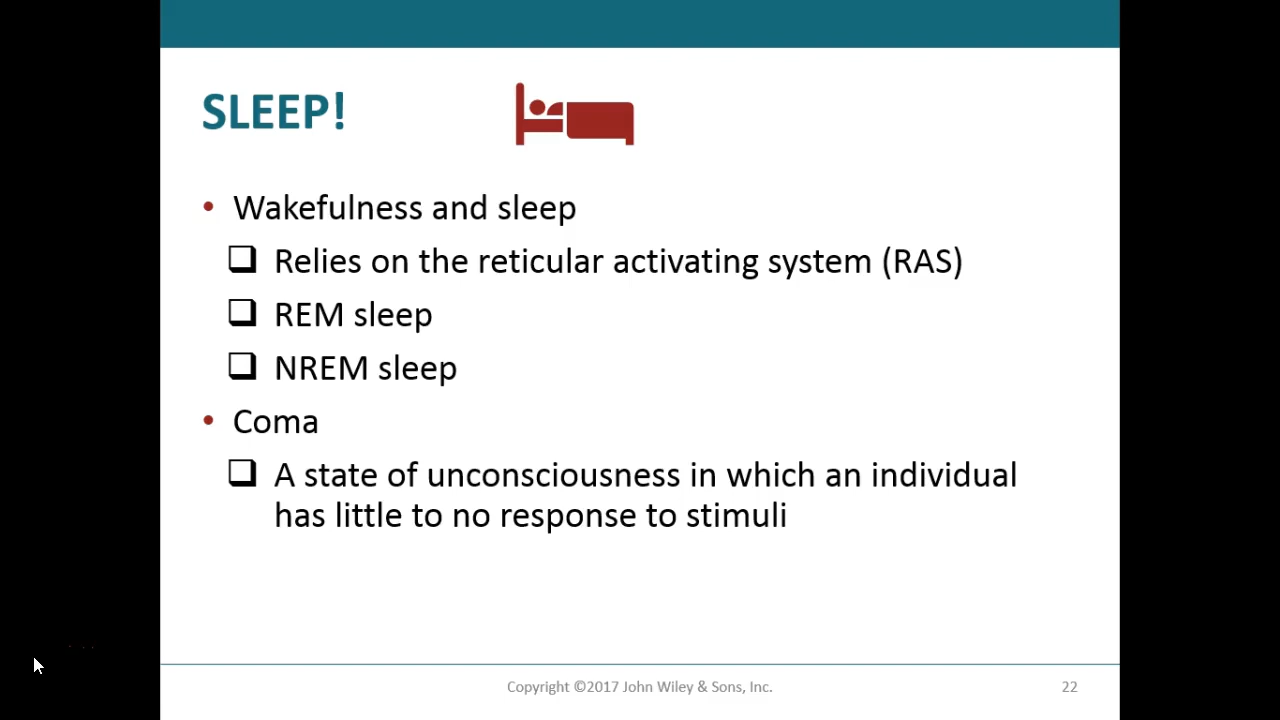 SLEEP!
• Wakefulness and sleep
❑ Relies on the reticular activating system (RAS)
❑ REM sleep
❑ NREM sleep
• Coma
❑ A state of unconsciousness in which an individual
has little to no response to stimuli
Copyright ©2017 John Wiley & Sons, Inc.
22